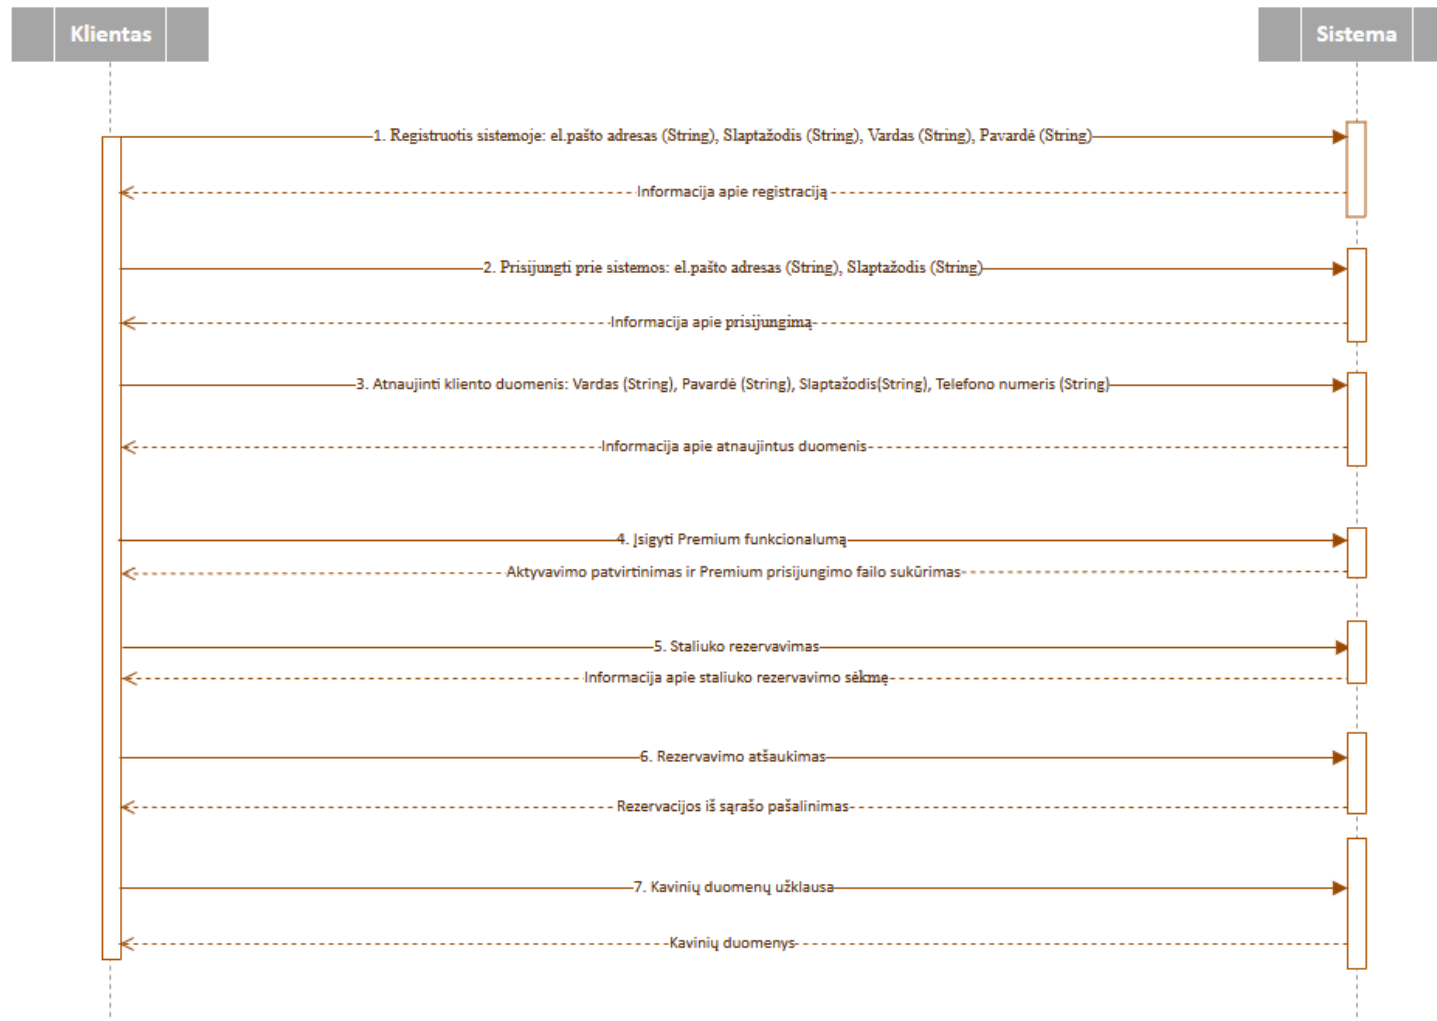 Klientas
Sistema
1. Registruotis sistemoje: el.pašto adresas (String), Slaptažodis (String), Vardas (String), Pavardė (String)
Informacija apie registraciją
2. Prisijungti prie sistemos: el.pašto adresas (String), Slaptažodis (String)
Informacija apie prisijungimą
3. Atnaujinti kliento duomenis: Vardas (String), Pavardė (String), Slaptažodis(String), Telefono numeris (String)
Informacija apie atnaujintus duomenis
4. Įsigyti Premium funkcionalumą
Aktyvavimo patvirtinimas ir Premium prisijungimo failo sukūrimas
5. Staliuko rezervavimas
Informacija apie staliuko rezervavimo sėkmę
6. Rezervavimo atšaukimas
Rezervacijos iš sąrašo pašalinimas
7. Kavinių duomenų užklausa
Kavinių duomenys